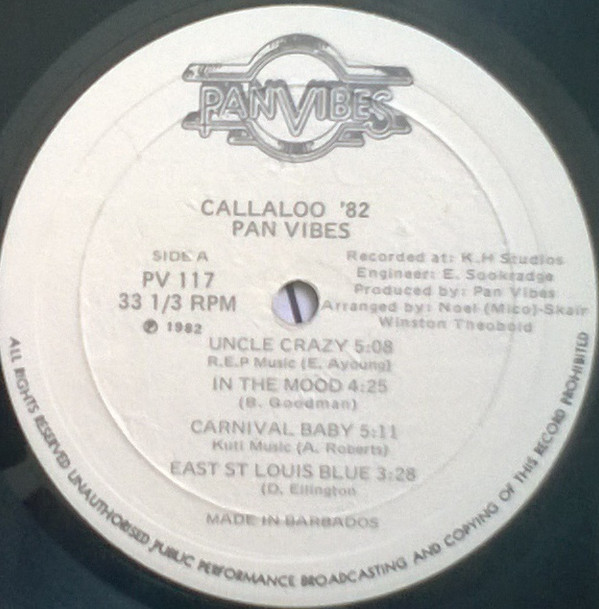 PANVIBES
CALLALOO '82
PAN VIBES
SIDE A
PV 117
33 1/3 RPM
℗ 1982
Recorded at: K.H Studios
Engineer: E. Sookradge
Produced by: Pan Vibes
Arranged by: Noel (Mico)-Skair
Winston Theobold
UNCLE CRAZY 5:08
R.E.P Music (E. Ayoung)
IN THE MOOD 4:25
(B. Goodman)
CARNIVAL BABY 5:11
Kuti Music (A. Roberts)
EAST ST LOUIS BLUE 3:28
(D. Ellington
MADE IN BARBADOS
ALL RIGHTS RESERVED UNAUTHORISED PUBLIC PERFORMANCE BROADCASTING AND COPYING OF THIS RECORD PROHIBITED